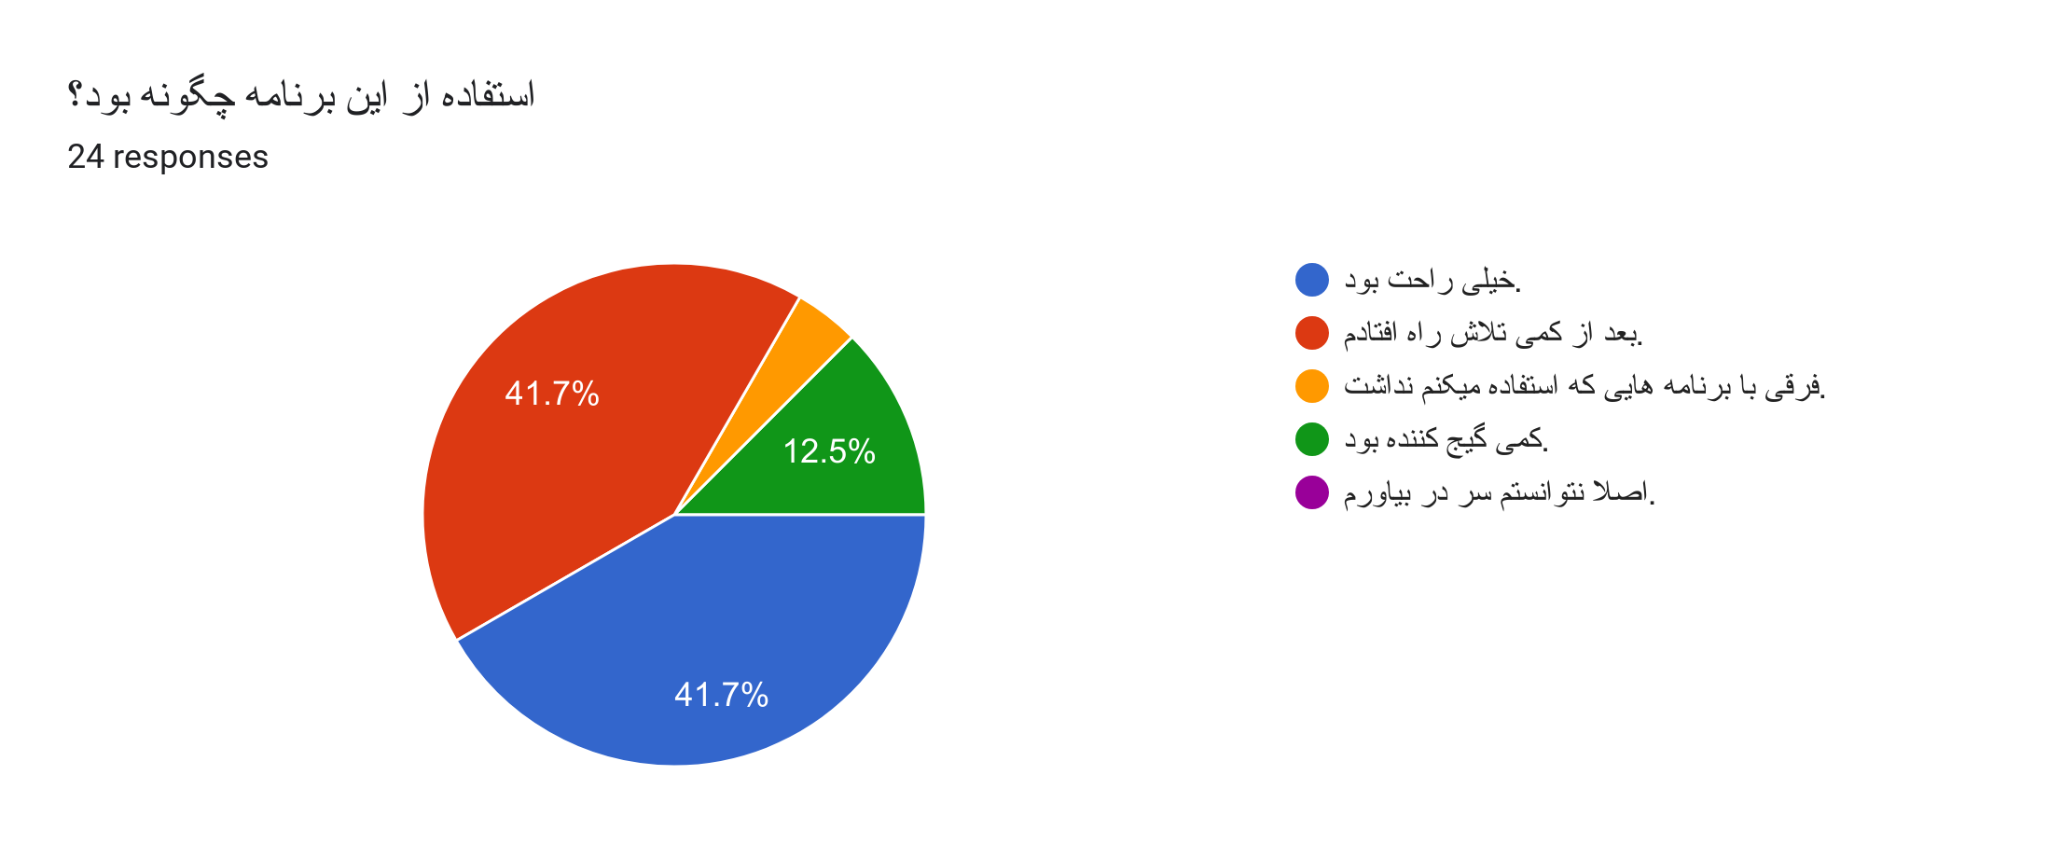 استفاده از این برنامه چگونه بود؟
24 responses
41.7%
12.5%
41.7%
خیلی راحت بود.
بعد از کمی تلاش راه افتادم.
فرقی با برنامه هایی که استفاده میکنم نداشت.
کمی گیج کننده بود.
اصلا نتوانستم سر در بیاورم.